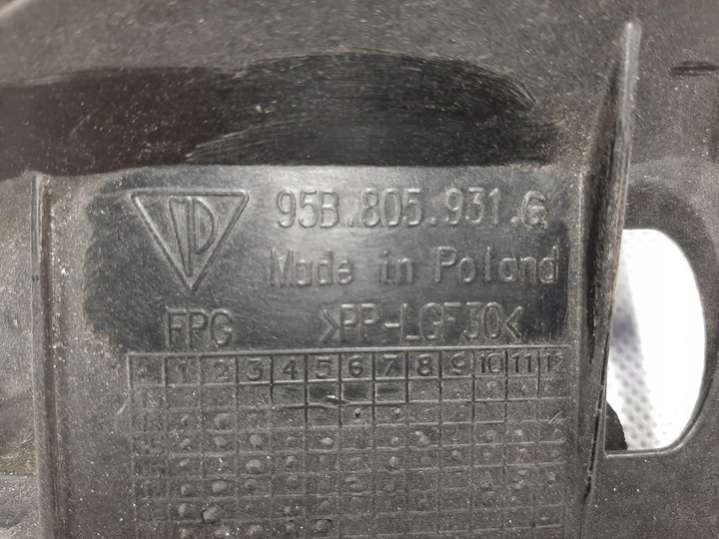 95B.805.931.G
Made in Poland
FPG >PP-LGF30<
1 2 3 4 5 6 7 8 9 10 11 12